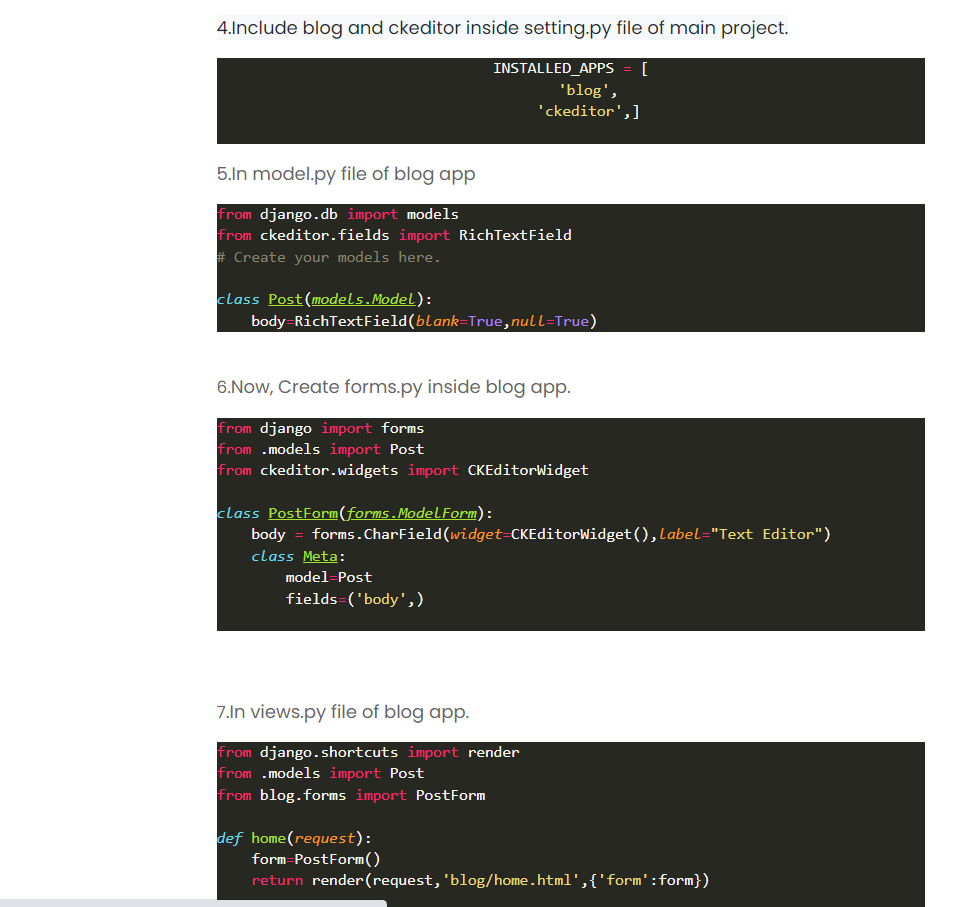 4.Include blog and ckeditor inside setting.py file of main project.
INSTALLED_APPS = [
'blog',
'ckeditor',]
5.In model.py file of blog app
from django.db import models
from ckeditor.fields import RichTextField
# Create your models here.
class Post(models.Model):
body=RichTextField(blank=True,null=True)
6.Now, Create forms.py inside blog app.
from django import forms
from .models import Post
from ckeditor.widgets import CKEditorWidget
class PostForm(forms.ModelForm):
body = forms.CharField(widget=CKEditorWidget(),label="Text Editor")
class Meta:
model=Post
fields=('body',)
7.In views.py file of blog app.
from django.shortcuts import render
from .models import Post
from blog.forms import PostForm
def home(request):
form=PostForm()
return render(request,'blog/home.html',{'form':form})